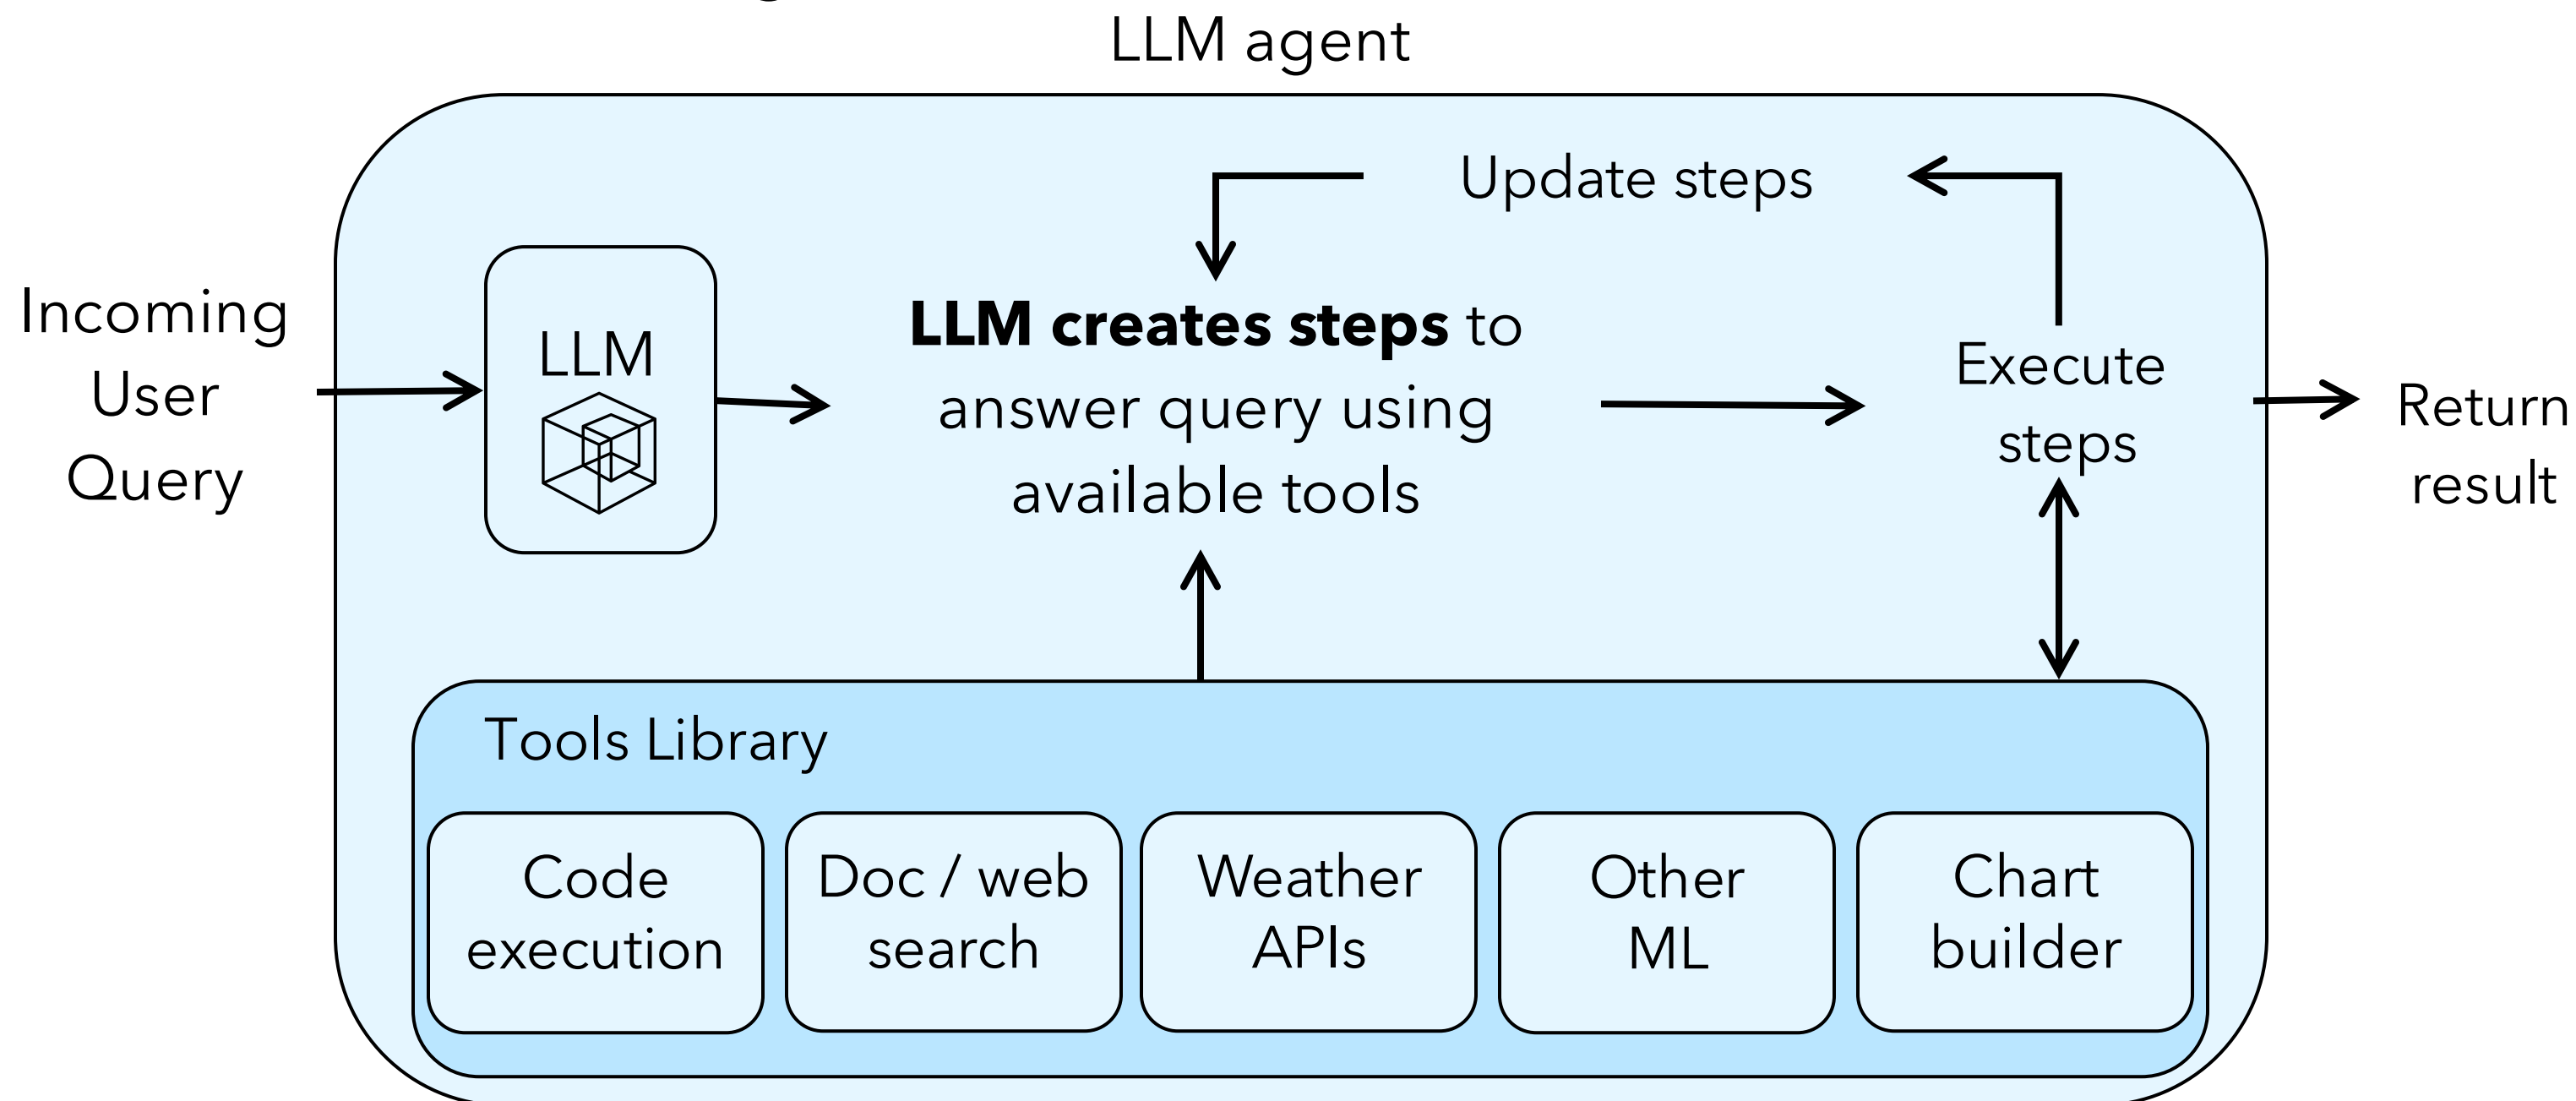 LLM agent
Update steps
Incoming
User
Query
LLM
LLM creates steps to
answer query using
available tools
Execute
steps
Return
result
Tools Library
Code
execution
Doc / web
search
Weather
APIs
Other
ML
Chart
builder